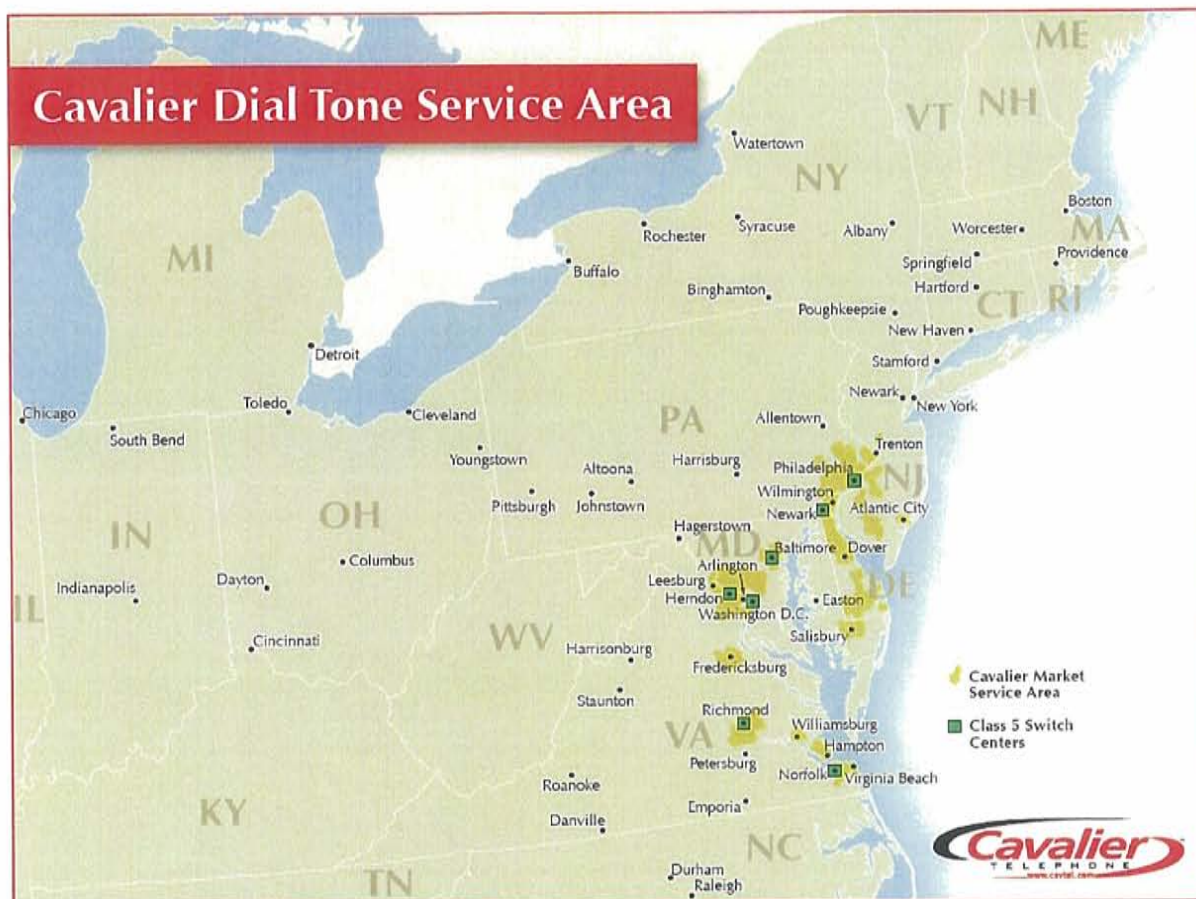 Cavalier Dial Tone Service Area
ME
VT
NH
Watertown
NY
Boston
Rochester
Syracuse
Albany
Worcester
MA
MI
Buffalo
Springfield
Providence
Binghamton
Hartford
CT
RI
Poughkeepsie
New Haven
Detroit
Stamford
Newark
New York
Chicago
Toledo
Cleveland
Allentown
South Bend
PA
Trenton
Youngstown
Altoona
Harrisburg
Philadelphia
NJ
Pittsburgh
Johnstown
Wilmington
Newark
Atlantic City
IN
OH
Hagerstown
MD
Baltimore
Dover
Columbus
Arlington
Indianapolis
Dayton
Leesburg
Herndon
Easton
DE
IL
Washington D.C.
Cincinnati
WV
Harrisonburg
Salisbury
Fredericksburg
Cavalier Market
Service Area
Staunton
Richmond
Williamsburg
Class 5 Switch
Centers
VA
Hampton
Petersburg
Norfolk
Virginia Beach
Roanoke
KY
Emporia
Danville
NC
Cavalier
TELEPHONE
www.cavtel.com
TN
Durham
Raleigh